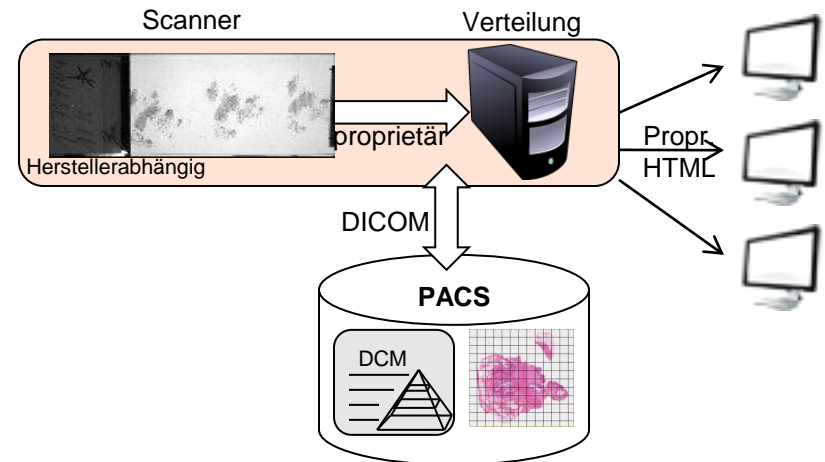 Scanner
Verteilung
proprietär
Herstellerabhängig
Propr.
HTML
DICOM
PACS
DCM